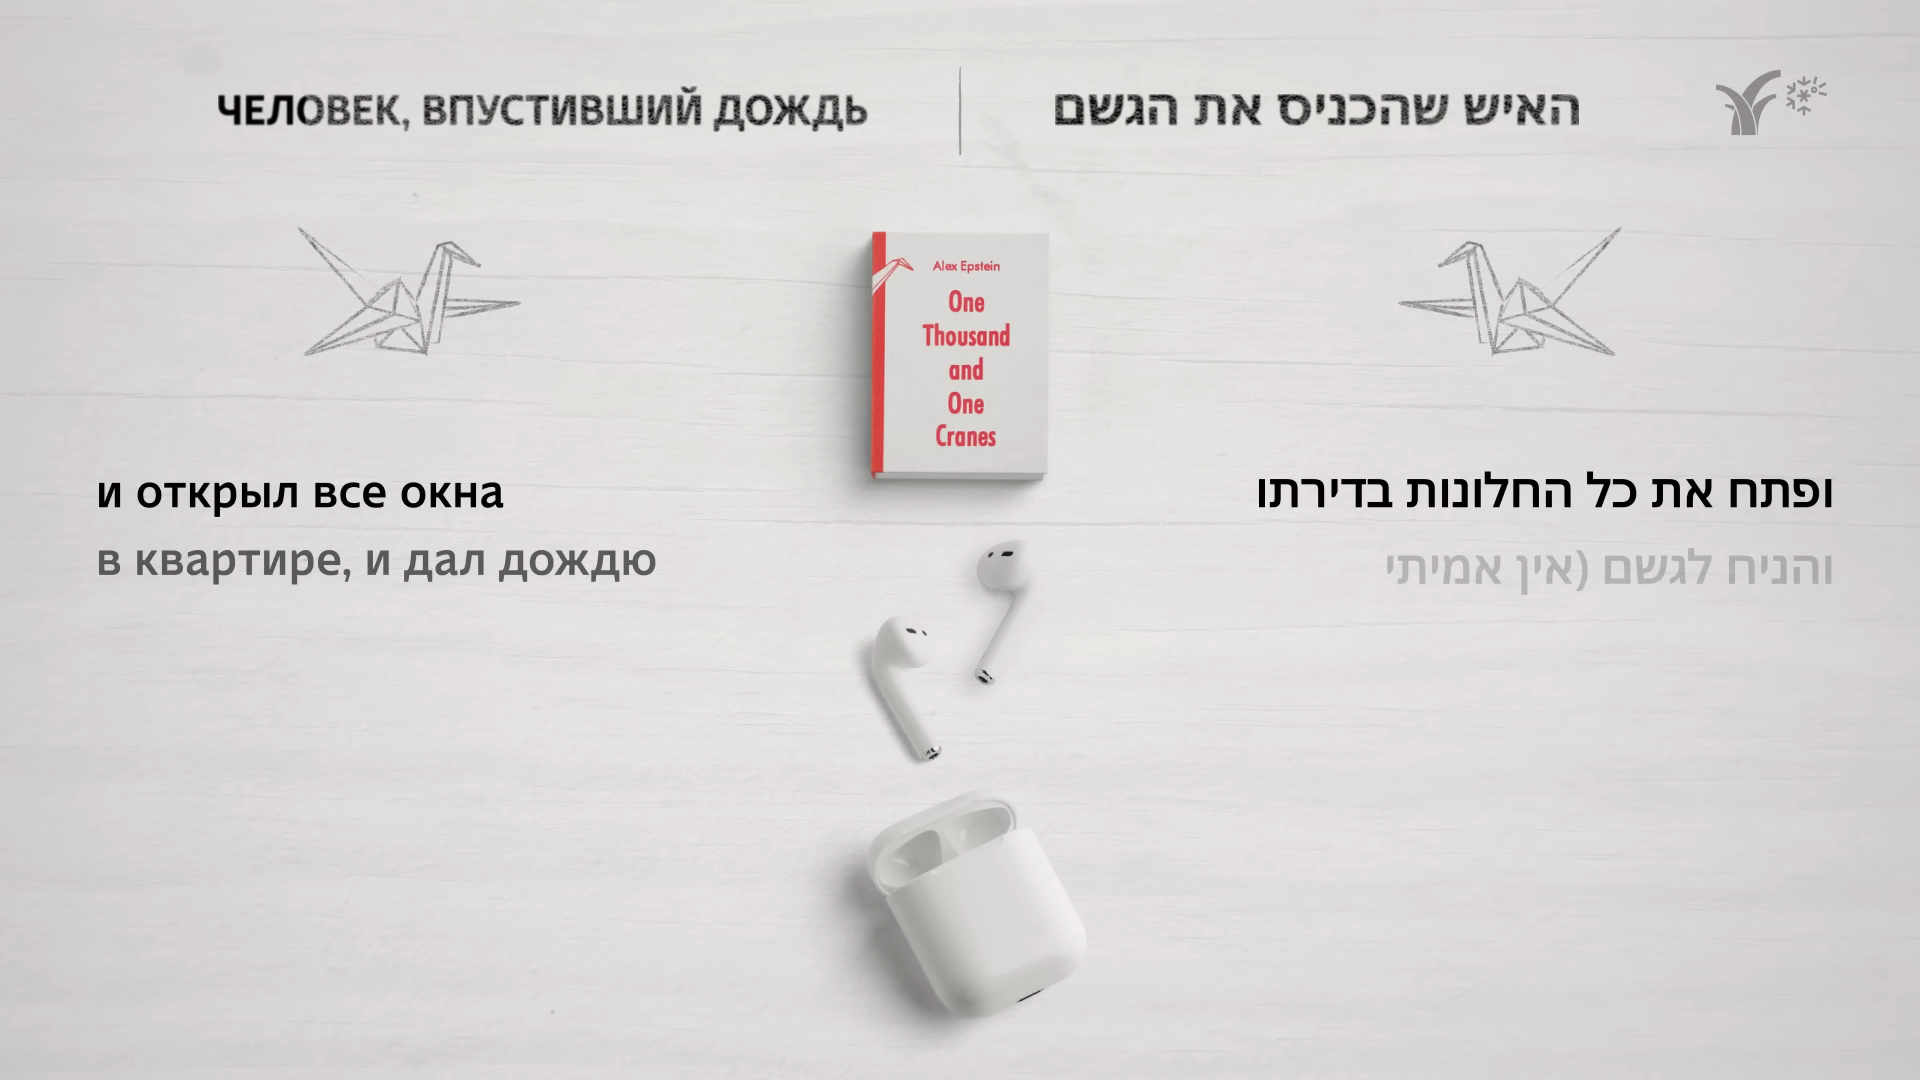 ЧЕЛОВЕК, ВПУСТИВШИЙ ДОЖДЬ
האיש שהכניס את הגשם
Alex Epstein
One
Thousand
and
One
Cranes
и открыл все окна
в квартире, и дал дождю
ופתח את כל החלונות בדירתו
והניח לגשם (אין אמיתי